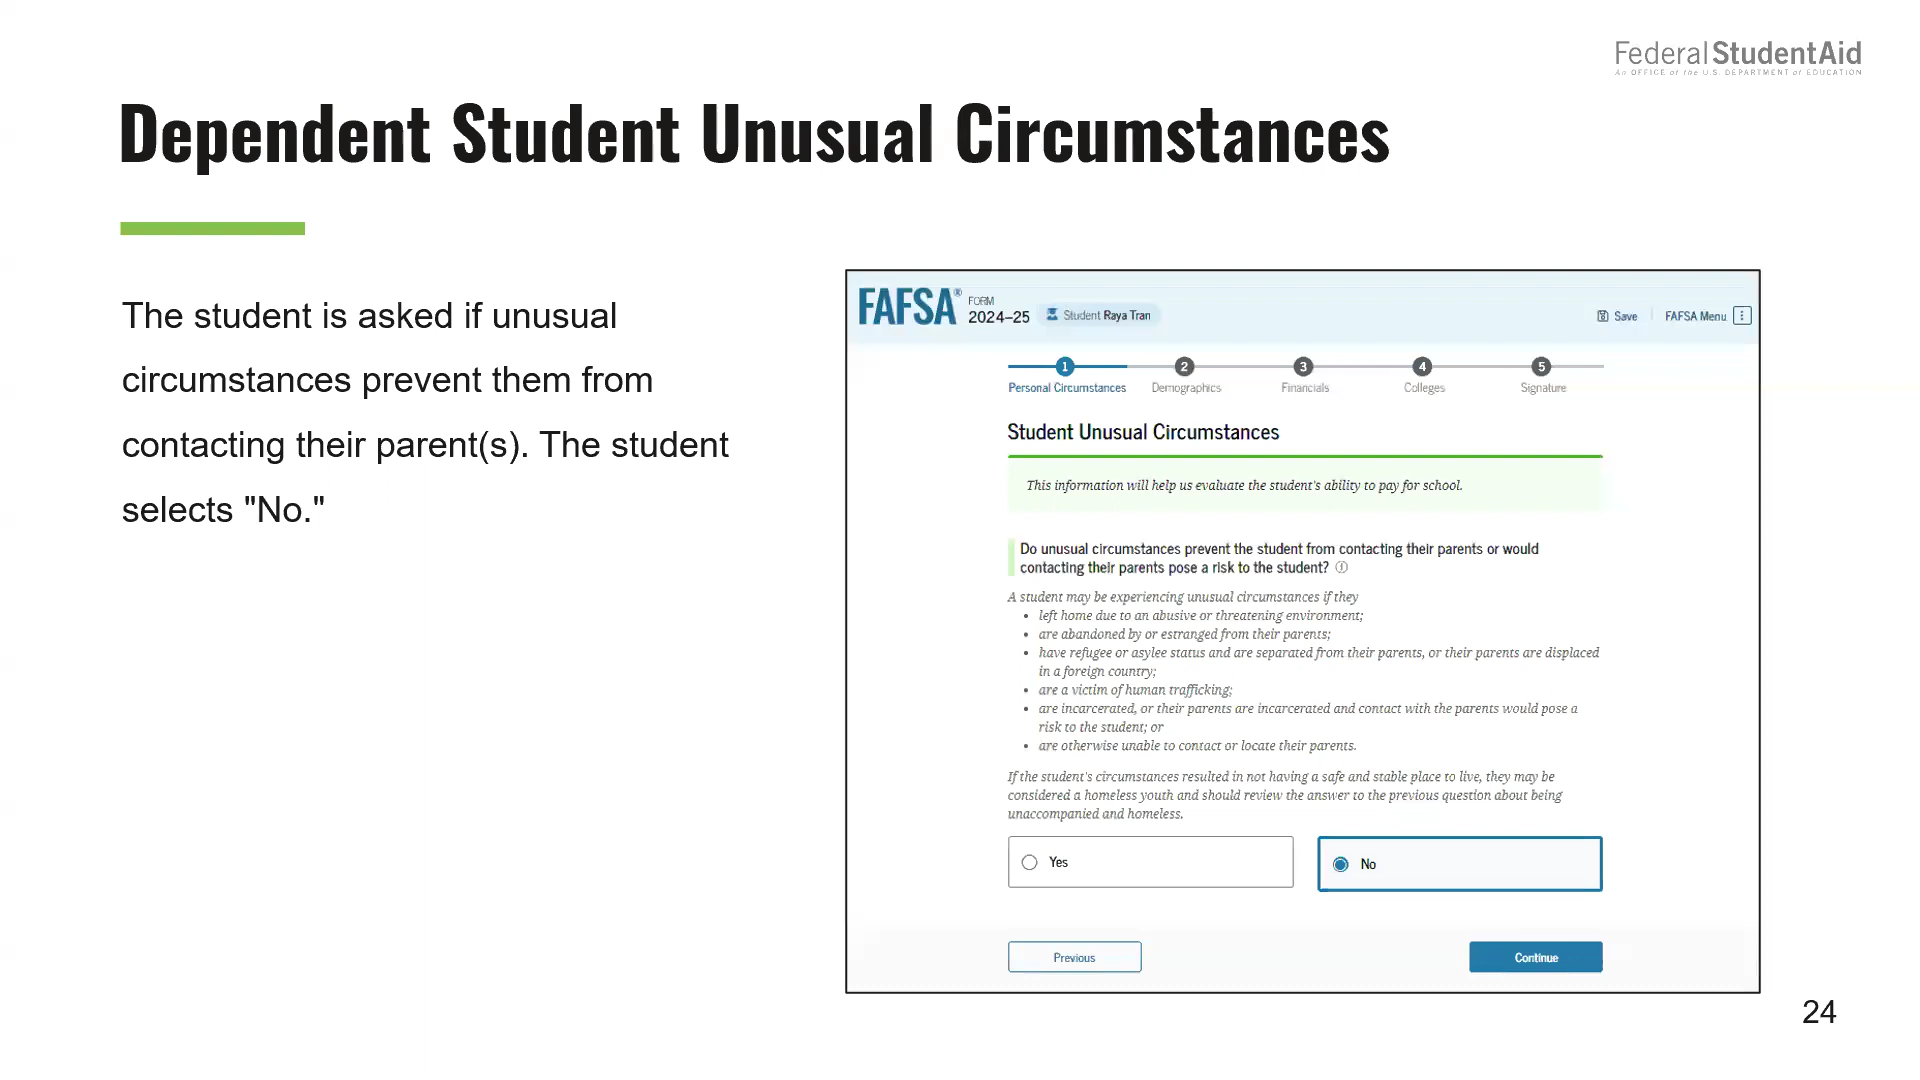 Federal StudentAid
An OFFICE of the U.S. DEPARTMENT of EDUCATION
Dependent Student Unusual Circumstances
The student is asked if unusual
circumstances prevent them from
contacting their parent(s). The student
selects "No."
FAFSA® FORM 2024–25
Student Raya Tran
Save
FAFSA Menu
1 2 3 4 5
Personal Circumstances Demographics Financials Colleges Signature
Student Unusual Circumstances
This information will help us evaluate the student's ability to pay for school.
Do unusual circumstances prevent the student from contacting their parents or would
contacting their parents pose a risk to the student?
A student may be experiencing unusual circumstances if they
• left home due to an abusive or threatening environment;
• are abandoned by or estranged from their parents;
• have refugee or asylee status and are separated from their parents, or their parents are displaced
in a foreign country;
• are a victim of human trafficking;
• are incarcerated, or their parents are incarcerated and contact with the parents would pose a
risk to the student; or
• are otherwise unable to contact or locate their parents.
If the student's circumstances resulted in not having a safe and stable place to live, they may be
considered a homeless youth and should review the answer to the previous question about being
unaccompanied and homeless.
Yes
No
Previous
Continue
24